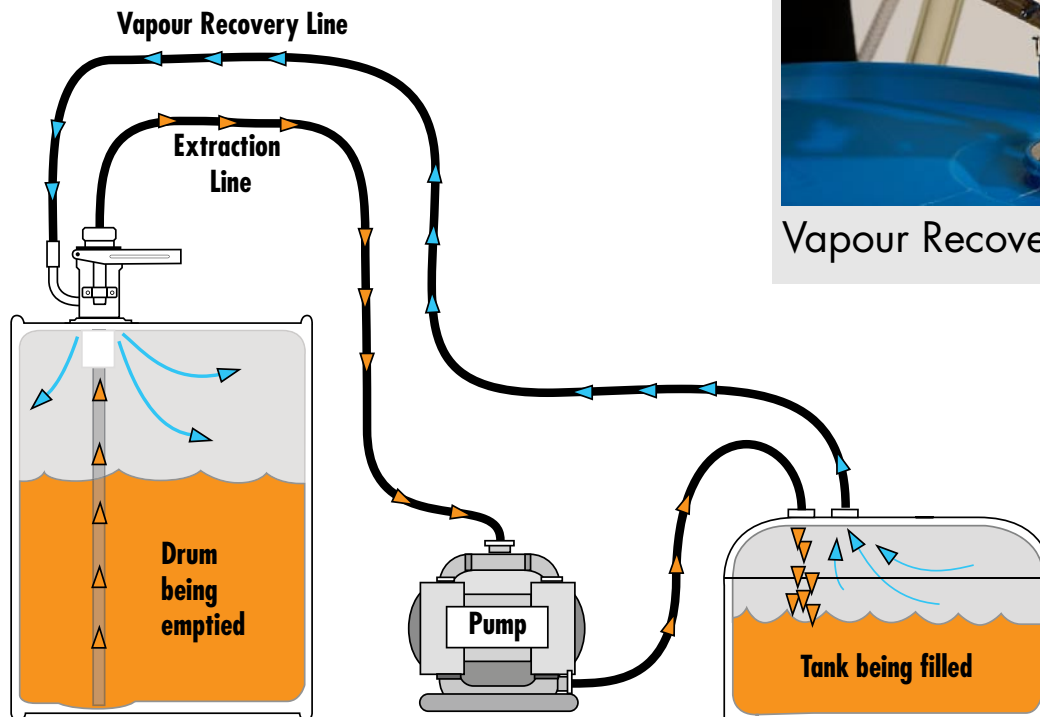 Vapour Recovery Line
Extraction
Line
Vapour Recove
Drum
being
emptied
Pump
Tank being filled